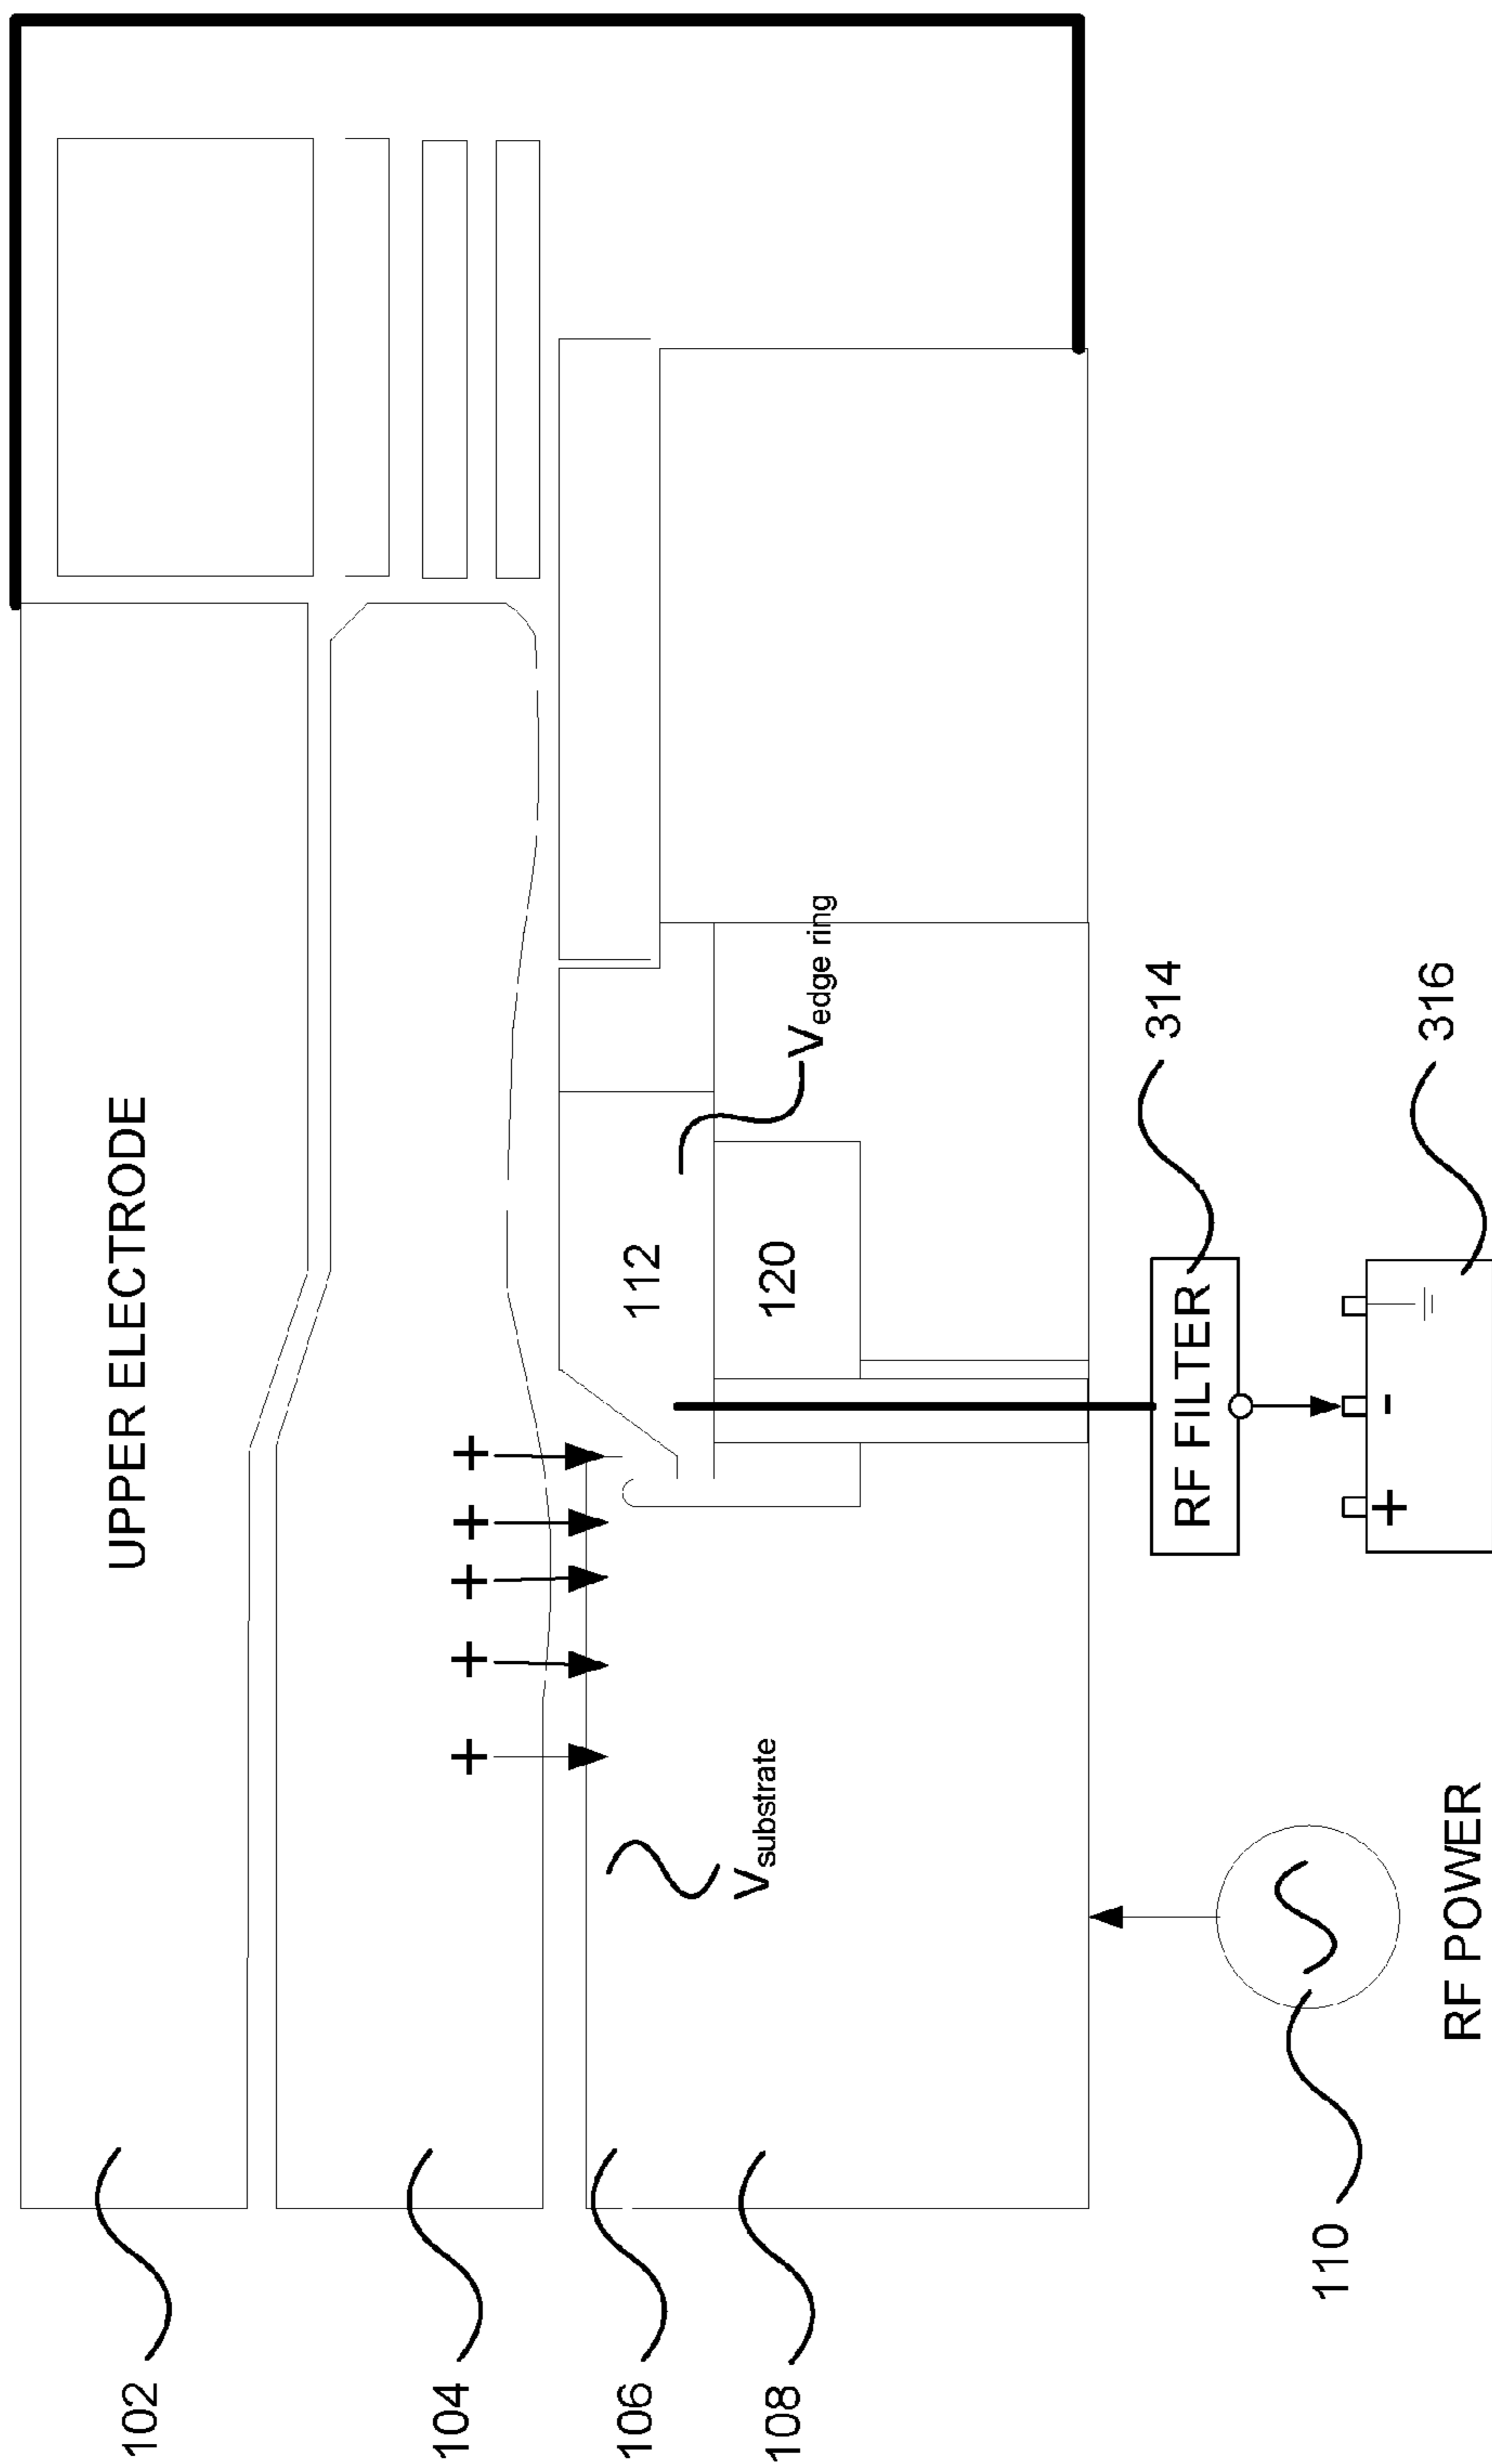 UPPER ELECTRODE
102
104
106
108
V substrate
112
120
V edge ring
+ + + + +
110
RF POWER
RF FILTER
314
+ -
316